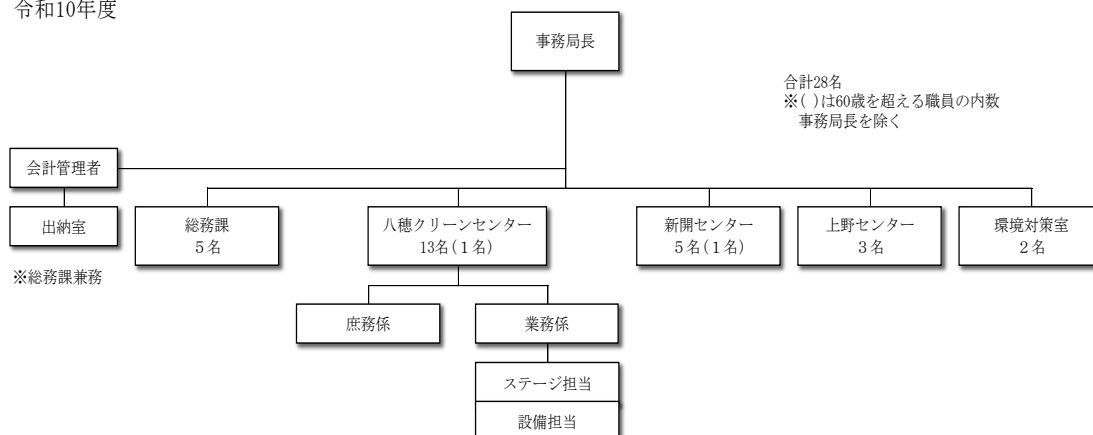 令和10年度
事務局長
合計28名
※( )は60歳を超える職員の内数
事務局長を除く
会計管理者
出納室
※総務課兼務
総務課
5名
八穂クリーンセンター
13名(1名)
新開センター
5名(1名)
上野センター
3名
環境対策室
2名
庶務係
業務係
ステージ担当
設備担当